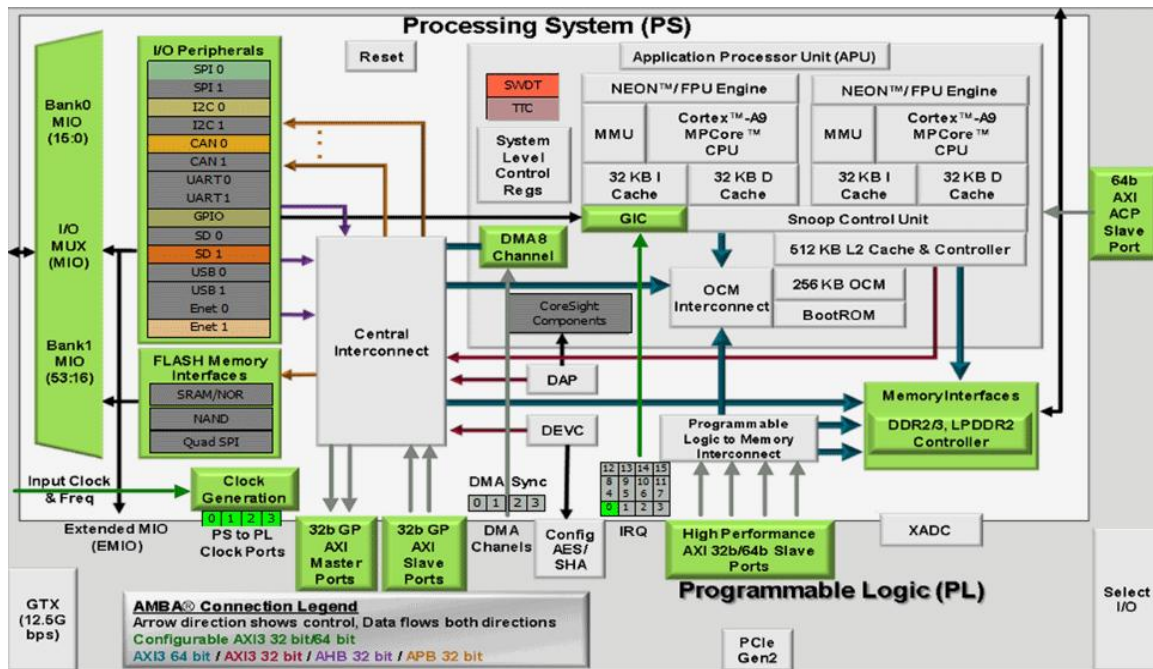 Processing System (PS)
I/O Peripherals
SPI 0
SPI 1
I2C 0
I2C 1
CAN 0
CAN 1
UART 0
UART 1
GPIO
SD 0
SD 1
USB 0
USB 1
Enet 0
Enet 1
FLASH Memory
Interfaces
SRAM/NOR
NAND
Quad SPI
Bank0
MIO
(15:0)
I/O
MUX
(MIO)
Bank1
MIO
(53:16)
Input Clock
& Freq
Extended MIO
(EMIO)
Clock
Generation
0 1 2 3
PS to PL
Clock Ports
Reset
Central
Interconnect
Application Processor Unit (APU)
SWDT
TTC
System
Level
Control
Regs
NEON™/ FPU Engine
MMU
Cortex™-A9
MPCore™
CPU
32 KB I
Cache
32 KB D
Cache
NEON™/ FPU Engine
MMU
Cortex™-A9
MPCore™
CPU
32 KB I
Cache
32 KB D
Cache
GIC
Snoop Control Unit
DMA8
Channel
512 KB L2 Cache & Controller
OCM
Interconnect
256 KB OCM
BootROM
CoreSight
Components
DAP
DEVC
Programmable
Logic to Memory
Interconnect
Memory Interfaces
DDR2/3, LPDDR2
Controller
64b
AXI
ACP
Slave
Port
DMA Sync
0 1 2 3
DMA
Channels
12 13 14 15
8 9 10 11
4 5 6 7
0 1 2 3
IRQ
32b GP
AXI
Master
Ports
32b GP
AXI
Slave
Ports
Config
AES/
SHA
High Performance
AXI 32b/64b Slave
Ports
XADC
Programmable Logic (PL)
GTX
(12.5G
bps)
AMBA® Connection Legend
Arrow direction shows control, Data flows both directions
Configurable AXI3 32 bit/64 bit
AXI3 64 bit / AXI3 32 bit / AHB 32 bit / APB 32 bit
PCIe
Gen2
Select
I/O